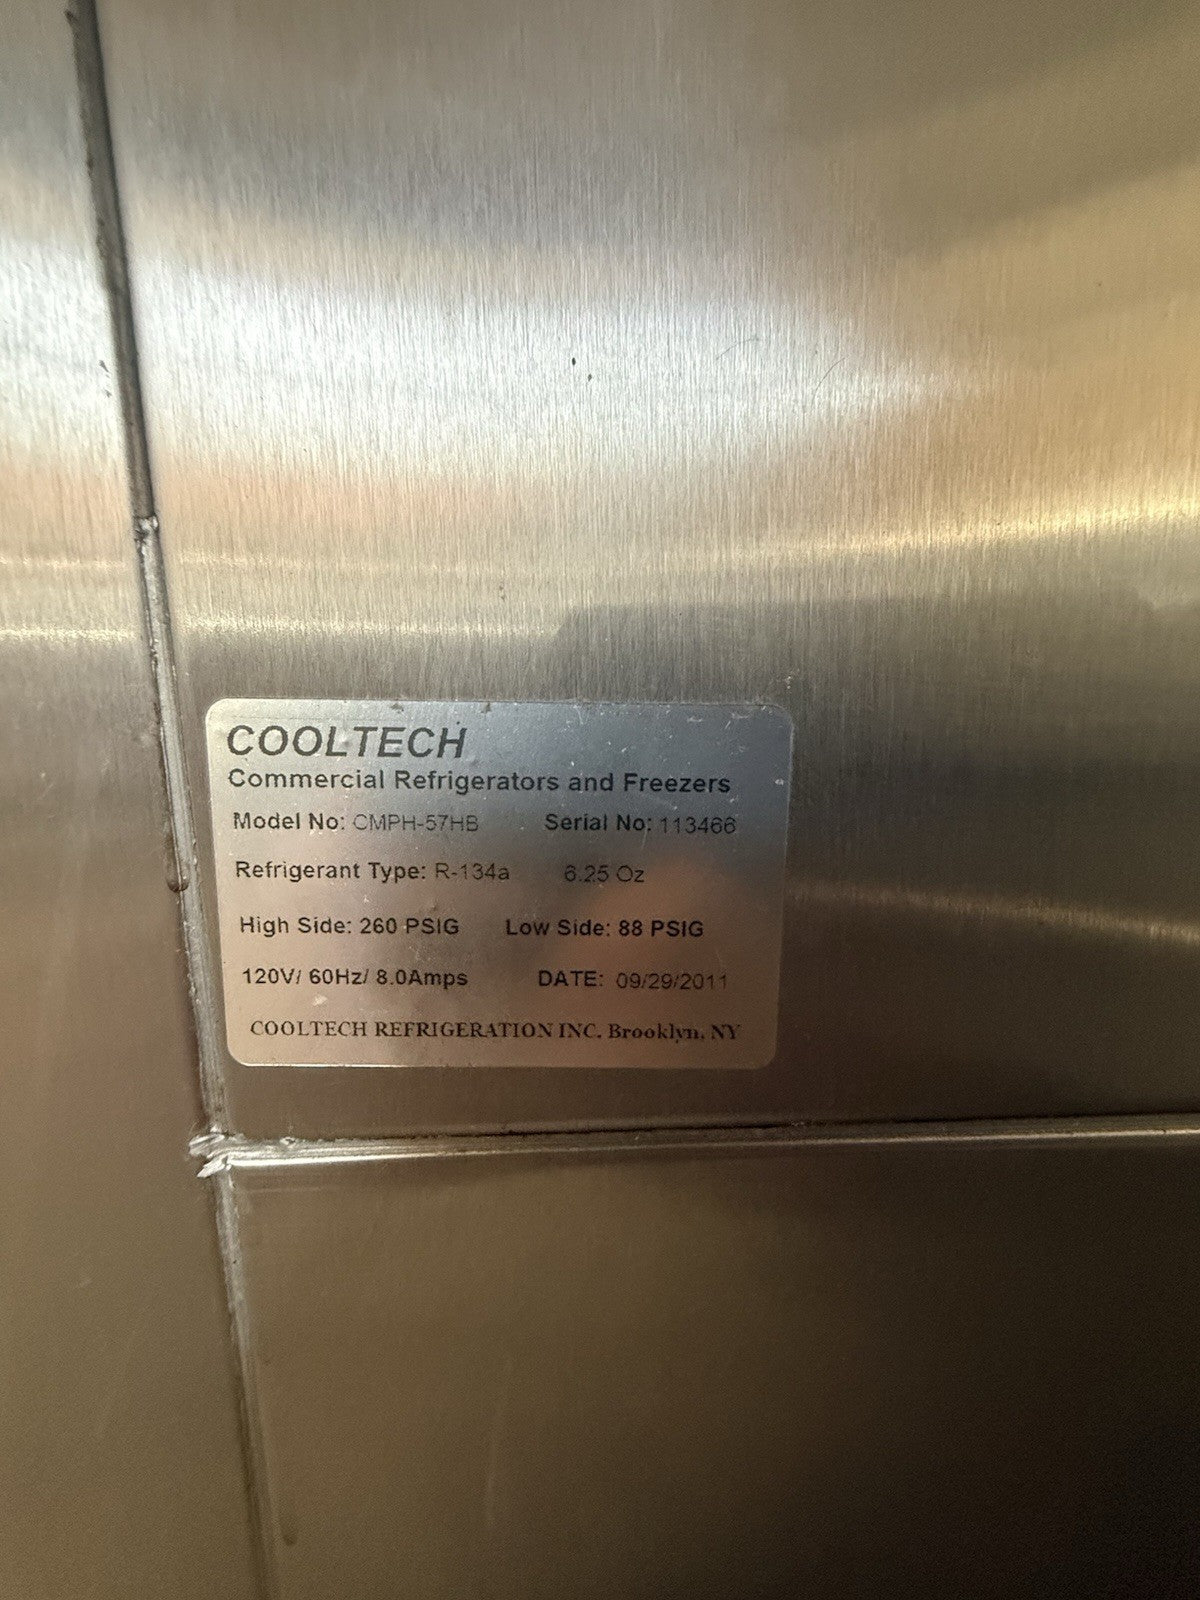 COOLTECH
Commercial Refrigerators and Freezers
Model No: CMPH-57HB Serial No: 113466
Refrigerant Type: R-134a 6.25 Oz
High Side: 260 PSIG Low Side: 88 PSIG
120V/ 60Hz/ 8.0Amps DATE: 09/29/2011
COOLTECH REFRIGERATION INC. Brooklyn, NY